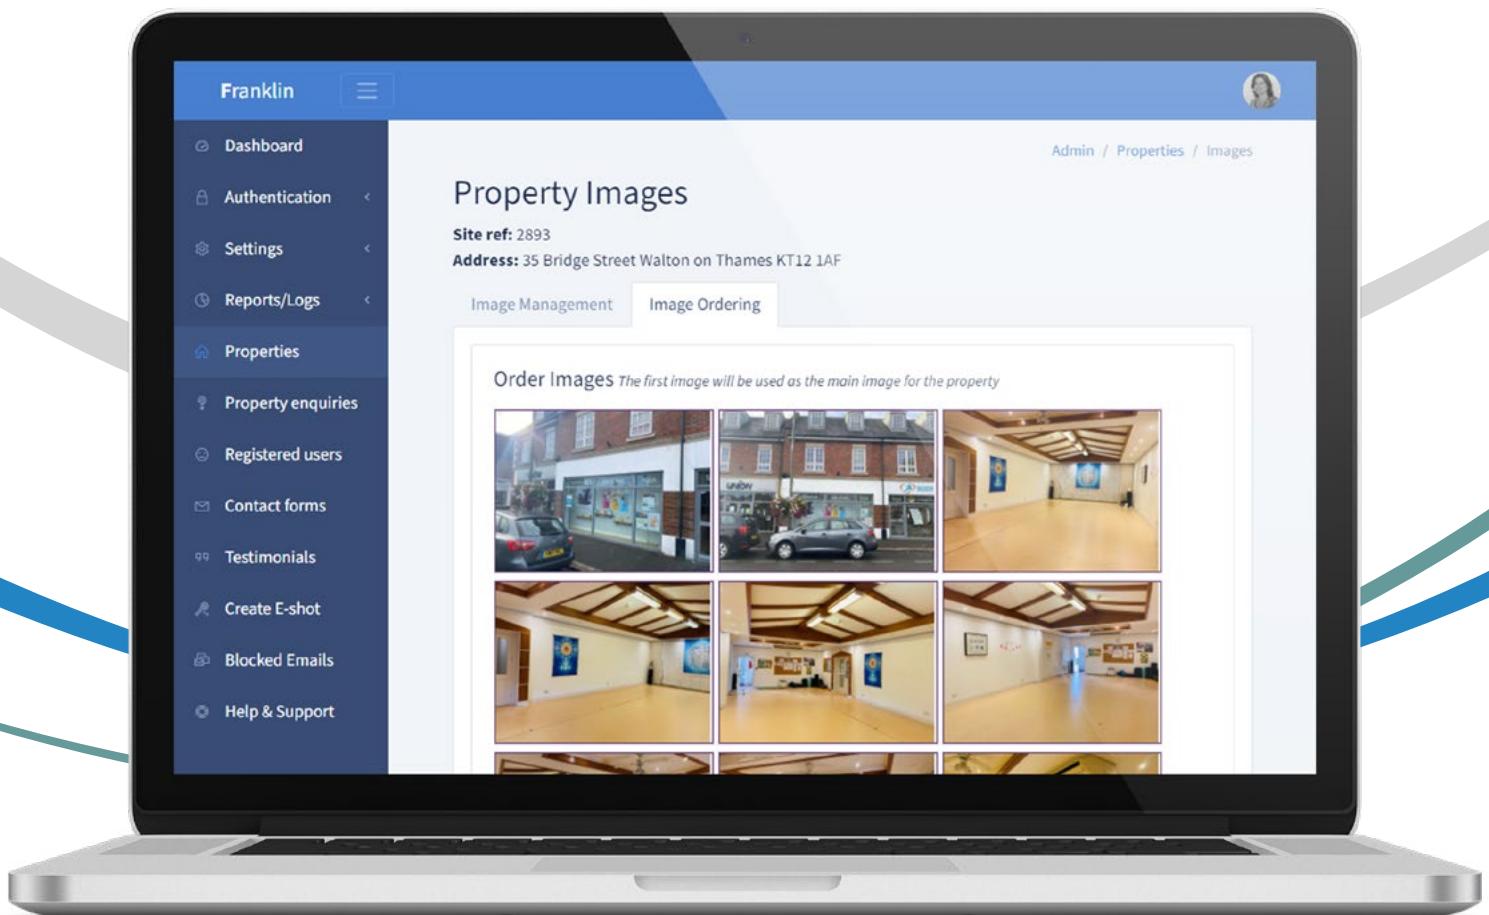 Franklin
Dashboard
Authentication
Settings
Reports/Logs
Properties
Property enquiries
Registered users
Contact forms
Testimonials
Create E-shot
Blocked Emails
Help & Support
Admin / Properties / Images
Property Images
Site ref: 2893
Address: 35 Bridge Street Walton on Thames KT12 1AF
Image Management
Image Ordering
Order Images The first image will be used as the main image for the property
UNION